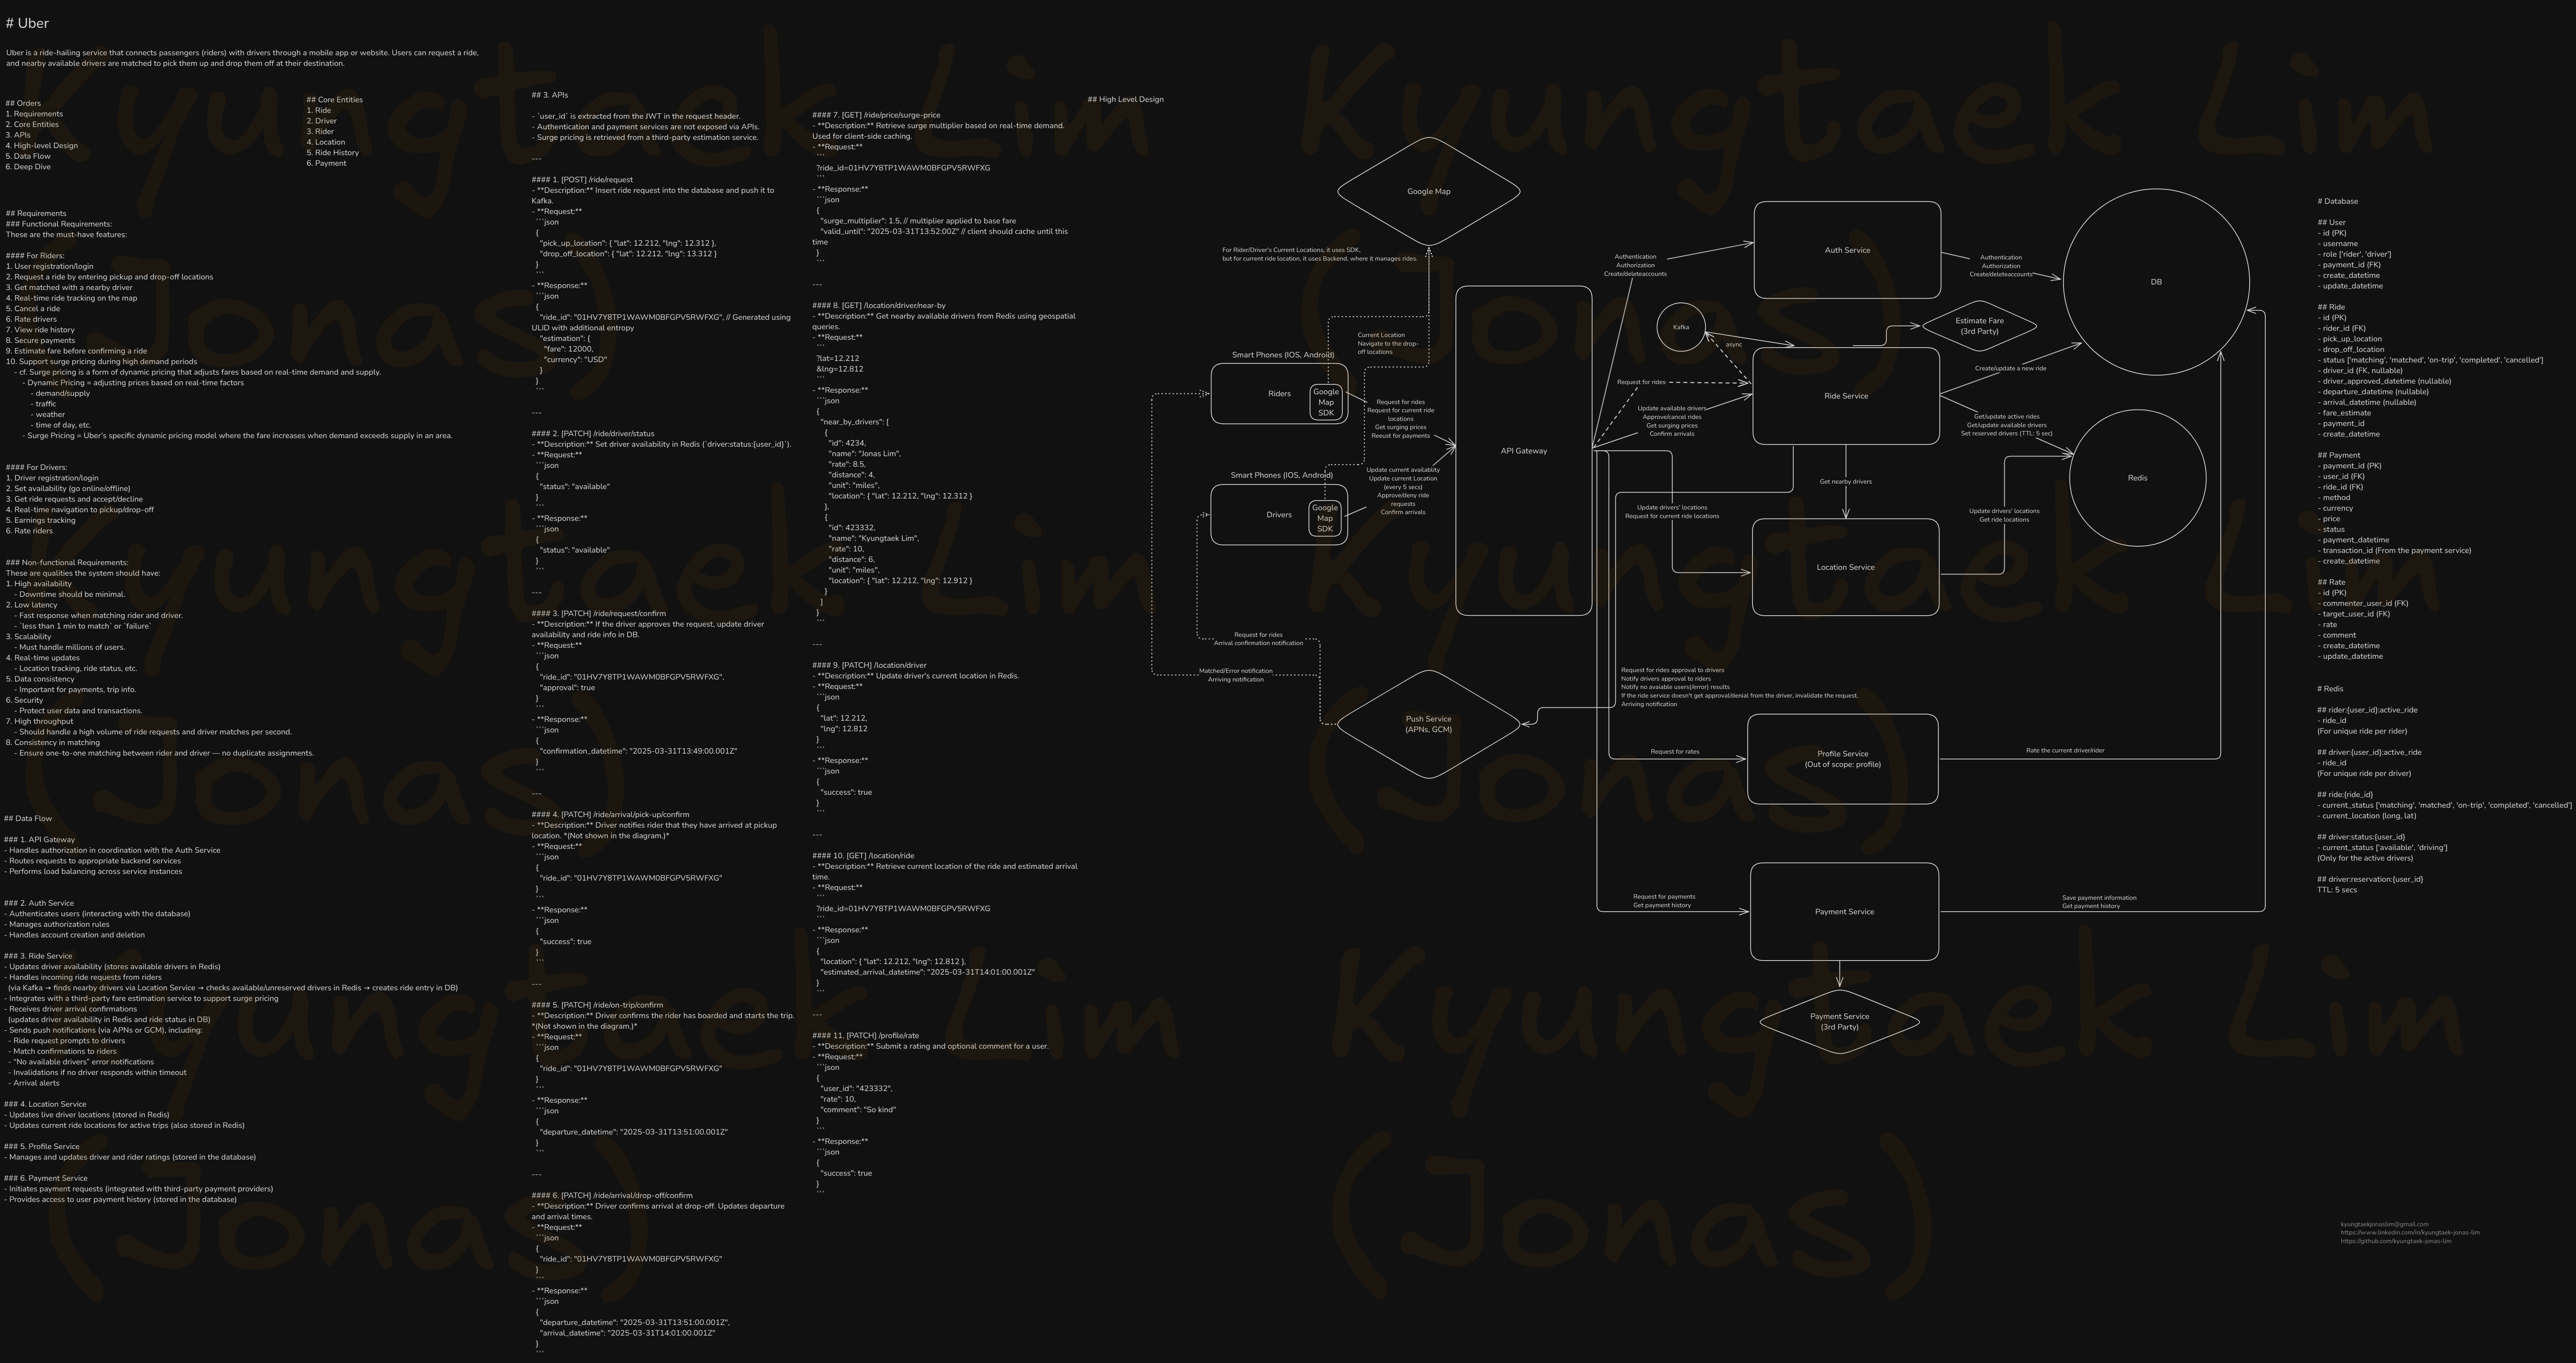 # Uber
Uber is a ride-hailing service that connects passengers (riders) with drivers through a mobile app or website. Users can request a ride,
and nearby available drivers are matched to pick them up and drop them off at their destination.
## Orders
1. Requirements
2. Core Entities
3. APIs
4. High-level Design
5. Data Flow
6. Deep Dive
## Core Entities
1. Ride
2. Driver
3. Rider
4. Location
5. Ride History
6. Payment
## Requirements
### Functional Requirements:
These are the must-have features:
#### For Riders:
1. User registration/login
2. Request a ride by entering pickup and drop-off locations
3. Get matched with a nearby driver
4. Real-time ride tracking on the map
5. Cancel a ride
6. Rate drivers
7. View ride history
8. Secure payments
9. Estimate fare before confirming a ride
10. Support surge pricing during high demand periods
- cf. Surge pricing is a form of dynamic pricing that adjusts fares based on real-time demand and supply.
- Dynamic Pricing = adjusting prices based on real-time factors
- demand/supply
- traffic
- weather
- time of day, etc.
- Surge Pricing = Uber's specific dynamic pricing model where the fare increases when demand exceeds supply in an area.
#### For Drivers:
1. Driver registration/login
2. Set availability (go online/offline)
3. Get ride requests and accept/decline
4. Real-time navigation to pickup/drop-off
5. Earnings tracking
6. Rate riders
### Non-functional Requirements:
These are qualities the system should have:
1. High availability
- Downtime should be minimal.
2. Low latency
- Fast response when matching rider and driver.
- `less than 1 min to match` or `failure`
3. Scalability
- Must handle millions of users.
4. Real-time updates
- Location tracking, ride status, etc.
5. Data consistency
- Important for payments, trip info.
6. Security
- Protect user data and transactions.
7. High throughput
- Should handle a high volume of ride requests and driver matches per second.
8. Consistency in matching
- Ensure one-to-one matching between rider and driver — no duplicate assignments.
## Data Flow
### 1. API Gateway
- Handles authorization in coordination with the Auth Service
- Routes requests to appropriate backend services
- Performs load balancing across service instances
### 2. Auth Service
- Authenticates users (interacting with the database)
- Manages authorization rules
- Handles account creation and deletion
### 3. Ride Service
- Updates driver availability (stores available drivers in Redis)
- Handles incoming ride requests from riders
(via Kafka → finds nearby drivers via Location Service → checks available/unreserved drivers in Redis → creates ride entry in DB)
- Integrates with a third-party fare estimation service to support surge pricing
- Receives driver arrival confirmations
(updates driver availability in Redis and ride status in DB)
- Sends push notifications (via APNs or GCM), including:
- Ride request prompts to drivers
- Match confirmations to riders
- "No available drivers" error notifications
- Invalidations if no driver responds within timeout
- Arrival alerts
### 4. Location Service
- Updates live driver locations (stored in Redis)
- Updates current ride locations for active trips (also stored in Redis)
### 5. Profile Service
- Manages and updates driver and rider ratings (stored in the database)
### 6. Payment Service
- Initiates payment requests (integrated with third-party payment providers)
- Provides access to user payment history (stored in the database)
## 3. APIs
- `user_id` is extracted from the JWT in the request header.
- Authentication and payment services are not exposed via APIs.
- Surge pricing is retrieved from a third-party estimation service.
---
#### 1. [POST] /ride/request
- **Description:** Insert ride request into the database and push it to
Kafka.
- **Request:**
```json
{
"pick_up_location": { "lat": 12.212, "lng": 12.312 },
"drop_off_location": { "lat": 12.212, "lng": 13.312 }
}
```
- **Response:**
```json
{
"ride_id": "01HV7Y8TP1WAWM0BFGPV5RWFXG", // Generated using
ULID with additional entropy
"estimation": {
"fare": 12000,
"currency": "USD"
}
}
```
---
#### 2. [PATCH] /ride/driver/status
- **Description:** Set driver availability in Redis (`driver:status:{user_id}`).
- **Request:**
```json
{
"status": "available"
}
```
- **Response:**
```json
{
"status": "available"
}
```
---
#### 3. [PATCH] /ride/request/confirm
- **Description:** If the driver approves the request, update driver
availability and ride info in DB.
- **Request:**
```json
{
"ride_id": "01HV7Y8TP1WAWM0BFGPV5RWFXG",
"approval": true
}
```
- **Response:**
```json
{
"confirmation_datetime": "2025-03-31T13:49:00.001Z"
}
```
---
#### 4. [PATCH] /ride/arrival/pick-up/confirm
- **Description:** Driver notifies rider that they have arrived at pickup
location. *(Not shown in the diagram.)*
- **Request:**
```json
{
"ride_id": "01HV7Y8TP1WAWM0BFGPV5RWFXG"
}
```
- **Response:**
```json
{
"success": true
}
```
---
#### 5. [PATCH] /ride/on-trip/confirm
- **Description:** Driver confirms the rider has boarded and starts the trip.
*(Not shown in the diagram.)*
- **Request:**
```json
{
"ride_id": "01HV7Y8TP1WAWM0BFGPV5RWFXG"
}
```
- **Response:**
```json
{
"departure_datetime": "2025-03-31T13:51:00.001Z"
}
```
---
#### 6. [PATCH] /ride/arrival/drop-off/confirm
- **Description:** Driver confirms arrival at drop-off. Updates departure
and arrival times.
- **Request:**
```json
{
"ride_id": "01HV7Y8TP1WAWM0BFGPV5RWFXG"
}
```
- **Response:**
```json
{
"departure_datetime": "2025-03-31T13:51:00.001Z",
"arrival_datetime": "2025-03-31T14:01:00.001Z"
}
```
#### 7. [GET] /ride/price/surge-price
- **Description:** Retrieve surge multiplier based on real-time demand.
Used for client-side caching.
- **Request:**
```
?ride_id=01HV7Y8TP1WAWM0BFGPV5RWFXG
```
- **Response:**
```json
{
"surge_multiplier": 1.5, // multiplier applied to base fare
"valid_until": "2025-03-31T13:52:00Z" // client should cache until this
time
}
```
---
#### 8. [GET] /location/driver/near-by
- **Description:** Get nearby available drivers from Redis using geospatial
queries.
- **Request:**
```
?lat=12.212
&lng=12.812
```
- **Response:**
```json
{
"near_by_drivers": [
{
"id": 4234,
"name": "Jonas Lim",
"rate": 8.5,
"distance": 4,
"unit": "miles",
"location": { "lat": 12.212, "lng": 12.312 }
},
{
"id": 423332,
"name": "Kyungtaek Lim",
"rate": 10,
"distance": 6,
"unit": "miles",
"location": { "lat": 12.212, "lng": 12.912 }
}
]
}
```
---
#### 9. [PATCH] /location/driver
- **Description:** Update driver's current location in Redis.
- **Request:**
```json
{
"lat": 12.212,
"lng": 12.812
}
```
- **Response:**
```json
{
"success": true
}
```
---
#### 10. [GET] /location/ride
- **Description:** Retrieve current location of the ride and estimated arrival
time.
- **Request:**
```
?ride_id=01HV7Y8TP1WAWM0BFGPV5RWFXG
```
- **Response:**
```json
{
"location": { "lat": 12.212, "lng": 12.812 },
"estimated_arrival_datetime": "2025-03-31T14:01:00.001Z"
}
```
---
#### 11. [PATCH] /profile/rate
- **Description:** Submit a rating and optional comment for a user.
- **Request:**
```json
{
"user_id": "423332",
"rate": 10,
"comment": "So kind"
}
```
- **Response:**
```json
{
"success": true
}
```
## High Level Design
Google Map
For Rider/Driver's Current Locations, it uses SDK,
but for current ride location, it uses Backend, where it manages rides.
Current Location
Navigate to the drop-
off locations
Smart Phones (IOS, Android)
Riders
Google
Map
SDK
Request for rides
Request for current ride
locations
Get surging prices
Reeust for payments
Smart Phones (IOS, Android)
Drivers
Google
Map
SDK
Update current availablity
Update current Location
(every 5 secs)
Approve/deny ride
requests
Confirm arrivals
Request for rides
Arrival confirmation notification
Matched/Error notification
Arriving notification
Push Service
(APNs, GCM)
API Gateway
Authentication
Authorization
Create/deleteaccounts
Auth Service
Authentication
Authorization
Create/deleteaccounts
DB
Kafka
async
Estimate Fare
(3rd Party)
Request for rides
Update available drivers
Approve/cancel rides
Get surging prices
Confirm arrivals
Ride Service
Create/update a new ride
Get/update active rides
Get/update available drivers
Set reserved drivers (TTL: 5 sec)
Redis
Get nearby drivers
Update drivers' locations
Request for current ride locations
Location Service
Update drivers' locations
Get ride locations
Request for rides approval to drivers
Notify drivers approval to riders
Notify no avaiable users(/error) results
If the ride service doesn't get approval/denial from the driver, invalidate the request.
Arriving notification
Request for rates
Profile Service
(Out of scope: profile)
Rate the current driver/rider
Request for payments
Get payment history
Payment Service
Save payment information
Get payment history
Payment Service
(3rd Party)
# Database
## User
- id (PK)
- username
- role ['rider', 'driver']
- payment_id (FK)
- create_datetime
- update_datetime
## Ride
- id (PK)
- rider_id (FK)
- pick_up_location
- drop_off_location
- status ['matching', 'matched', 'on-trip', 'completed', 'cancelled']
- driver_id (FK, nullable)
- driver_approved_datetime (nullable)
- departure_datetime (nullable)
- arrival_datetime (nullable)
- fare_estimate
- payment_id
- create_datetime
## Payment
- payment_id (PK)
- user_id (FK)
- ride_id (FK)
- method
- currency
- price
- status
- payment_datetime
- transaction_id (From the payment service)
- create_datetime
## Rate
- id (PK)
- commenter_user_id (FK)
- target_user_id (FK)
- rate
- comment
- create_datetime
- update_datetime
# Redis
## rider:{user_id}:active_ride
- ride_id
(For unique ride per rider)
## driver:{user_id}:active_ride
- ride_id
(For unique ride per driver)
## ride:{ride_id}
- current_status ['matching', 'matched', 'on-trip', 'completed', 'cancelled']
- current_location (long, lat)
## driver:status:{user_id}
- current_status ['available', 'driving']
(Only for the active drivers)
## driver:reservation:{user_id}
TTL: 5 secs
kyungtaekjonaslim@gmail.com
https://www.linkedin.com/in/kyungtaek-jonas-lim
https://github.com/kyungtaek-jonas-lim
Kyungtaek Lim
(Jonas)
Kyungtaek Lim
(Jonas)
Kyungtaek Lim
(Jonas)
Kyungtaek Lim
(Jonas)
Kyungtaek Lim
(Jonas)
Kyungtaek Lim
(Jonas)